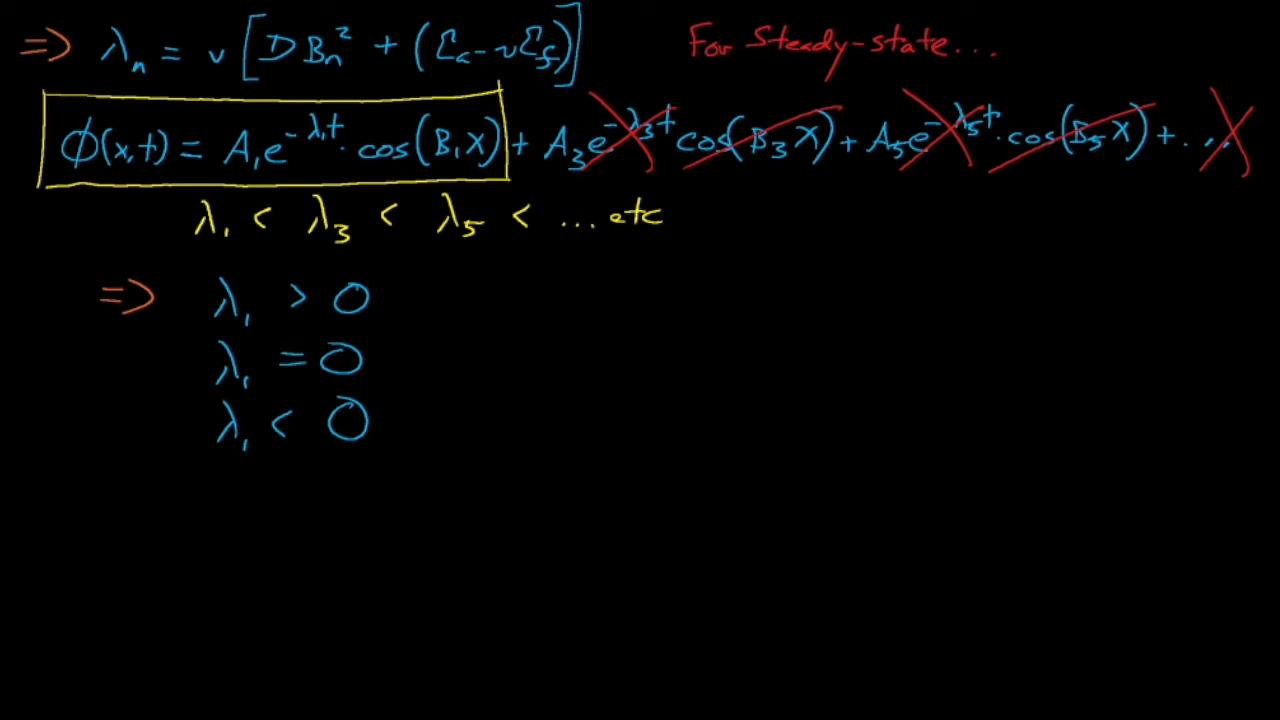 => λₙ = v [ D Bₙ² + (Σₐ - νΣf) ]
For Steady-state...
ϕ(x,t) = A₁e^(-λ₁t) · cos(B₁X) + A₃e^(-λ₃t) cos(B₃X) + A₅e^(-λ₅t) · cos(B₅X) + ...
λ₁ < λ₃ < λ₅ < ... etc
=> λ₁ > 0
λ₁ = 0
λ₁ < 0